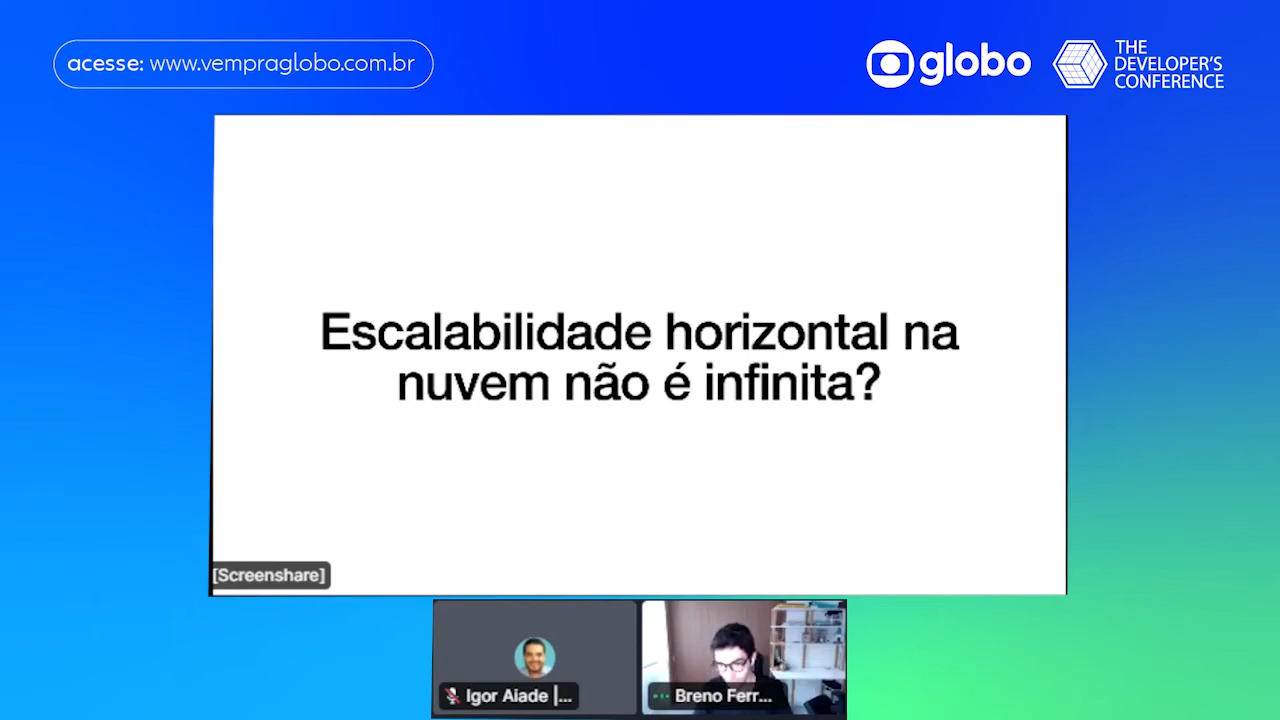 acesse: www.vempraglobo.com.br
globo
THE
DEVELOPER'S
CONFERENCE
Escalabilidade horizontal na
nuvem não é infinita?
[Screenshare]
Igor Aiade |...
Breno Ferr...